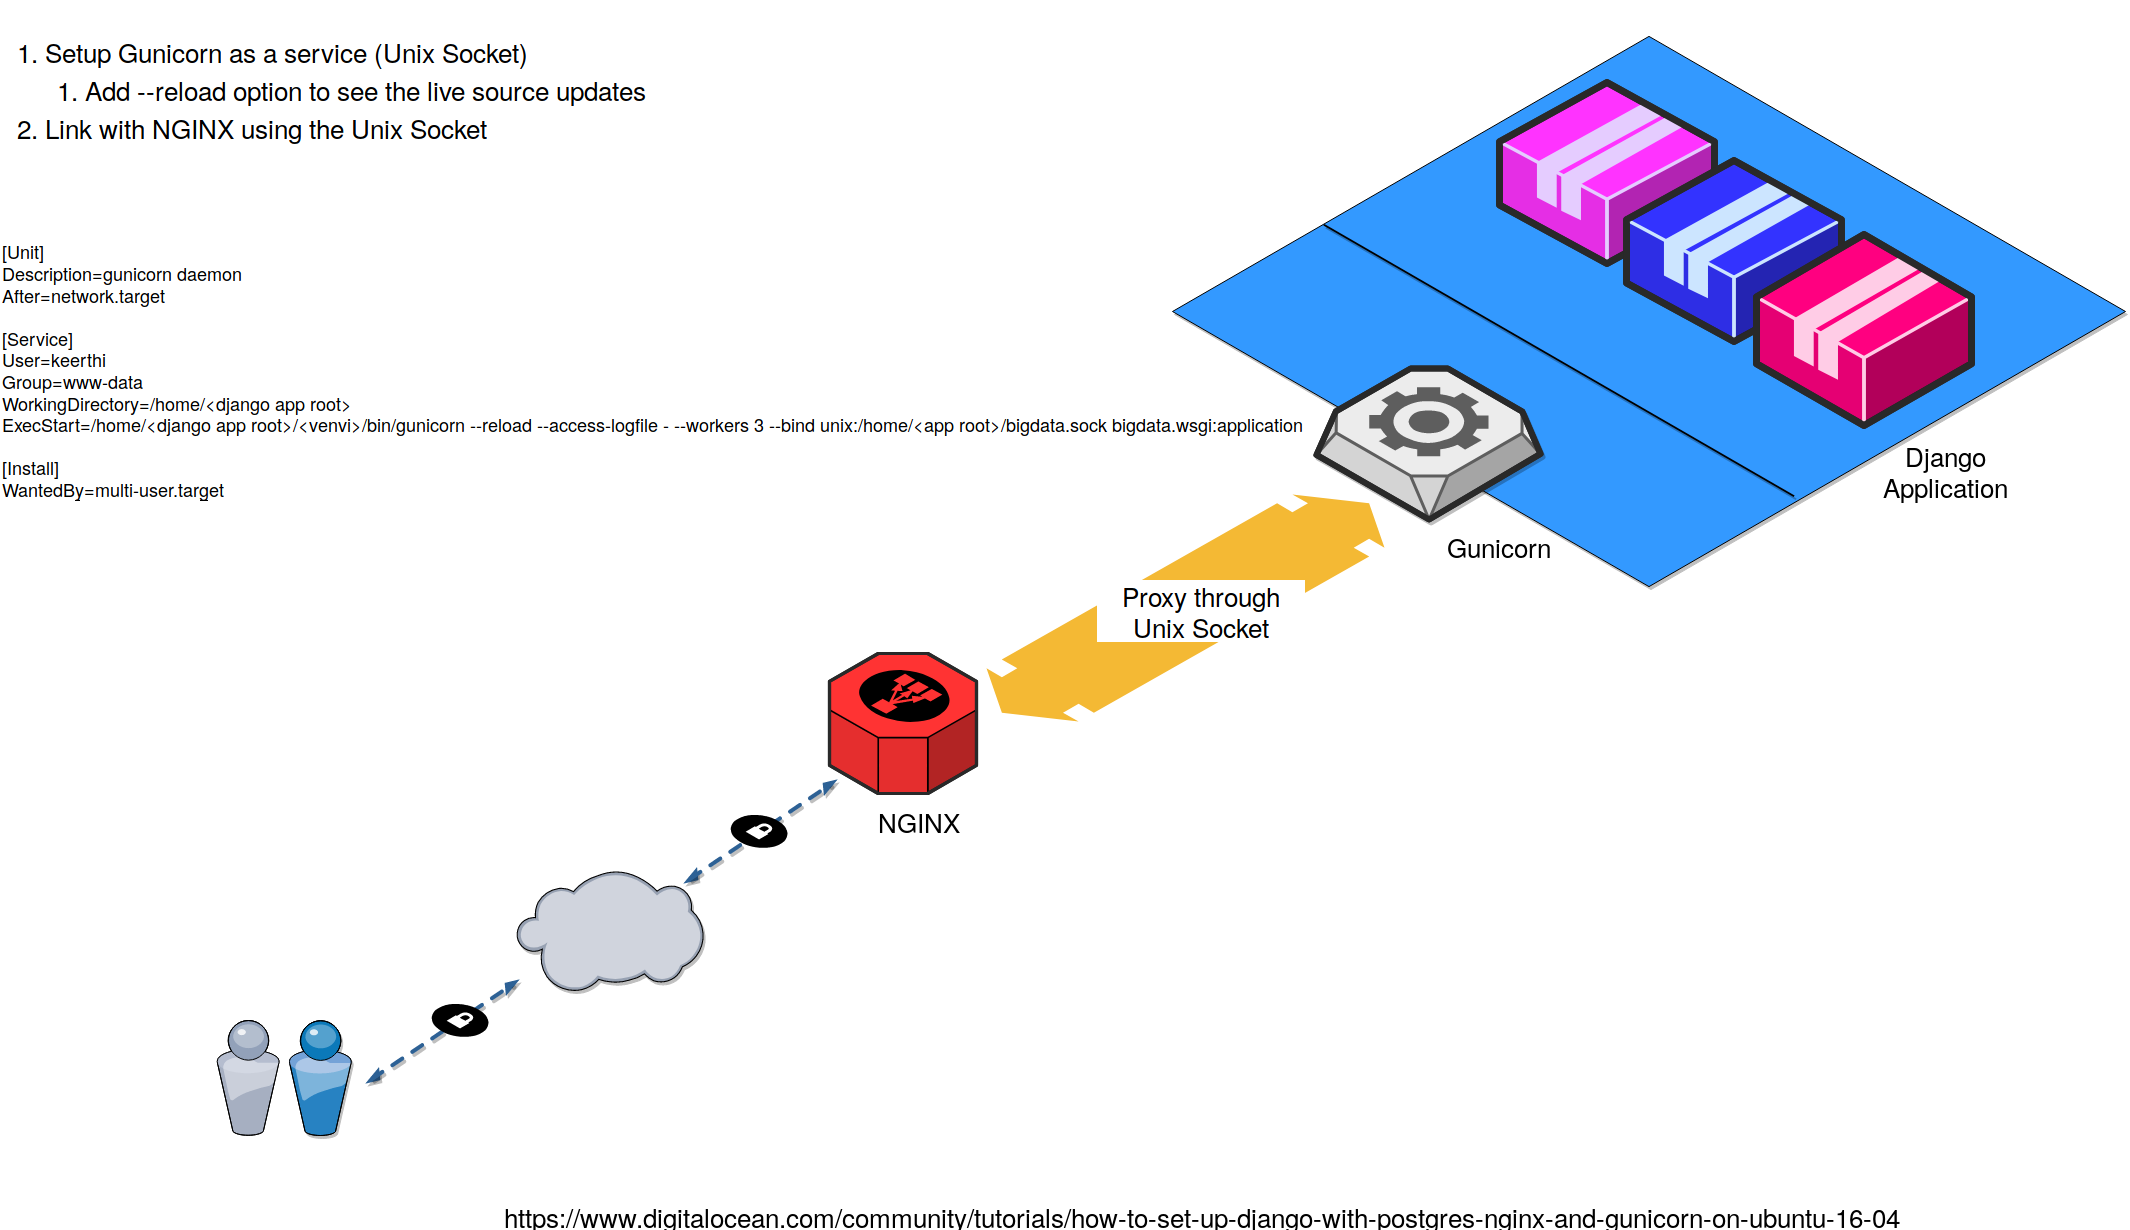 1. Setup Gunicorn as a service (Unix Socket)
1. Add --reload option to see the live source updates
2. Link with NGINX using the Unix Socket
[Unit]
Description=gunicorn daemon
After=network.target
[Service]
User=keerthi
Group=www-data
WorkingDirectory=/home/<django app root>
ExecStart=/home/<django app root>/<venvi>/bin/gunicorn --reload --access-logfile - --workers 3 --bind unix:/home/<app root>/bigdata.sock bigdata.wsgi:application
[Install]
WantedBy=multi-user.target
Django
Application
Gunicorn
Proxy through
Unix Socket
NGINX
https://www.digitalocean.com/community/tutorials/how-to-set-up-django-with-postgres-nginx-and-gunicorn-on-ubuntu-16-04